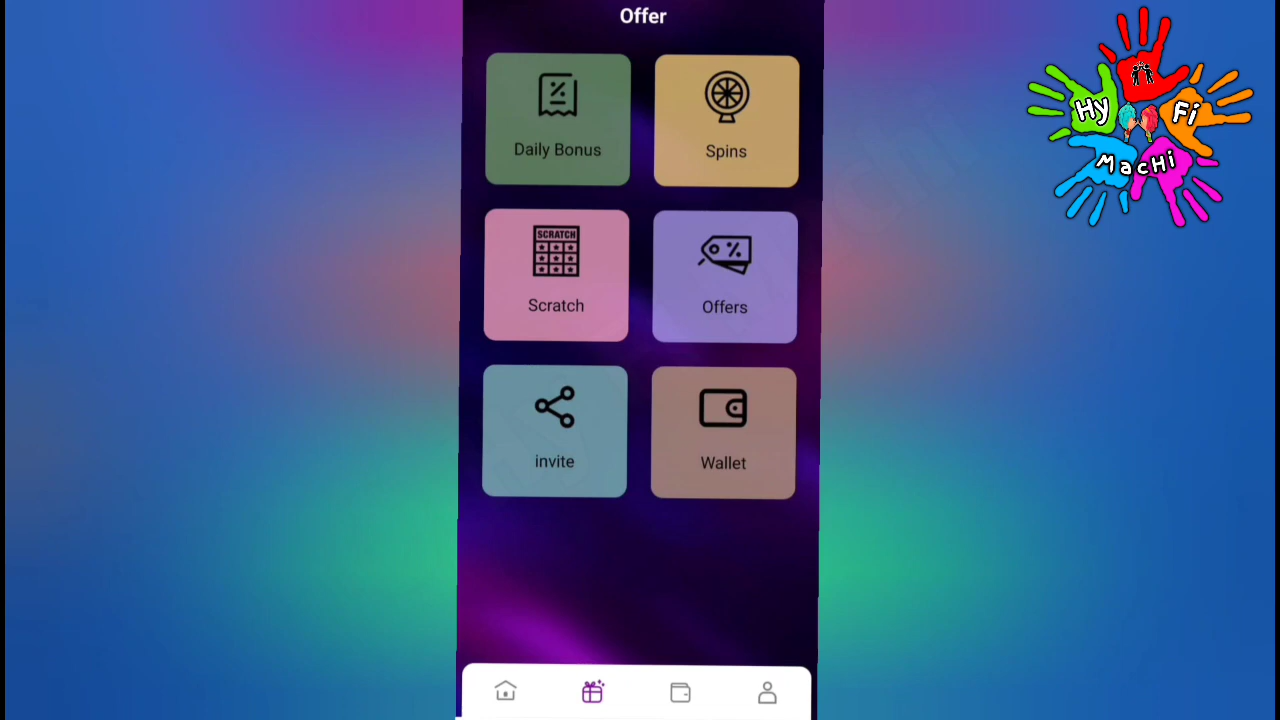 Offer
Daily Bonus
Spins
SCRATCH
Scratch
Offers
invite
Wallet
Hy
Fi
MacHi